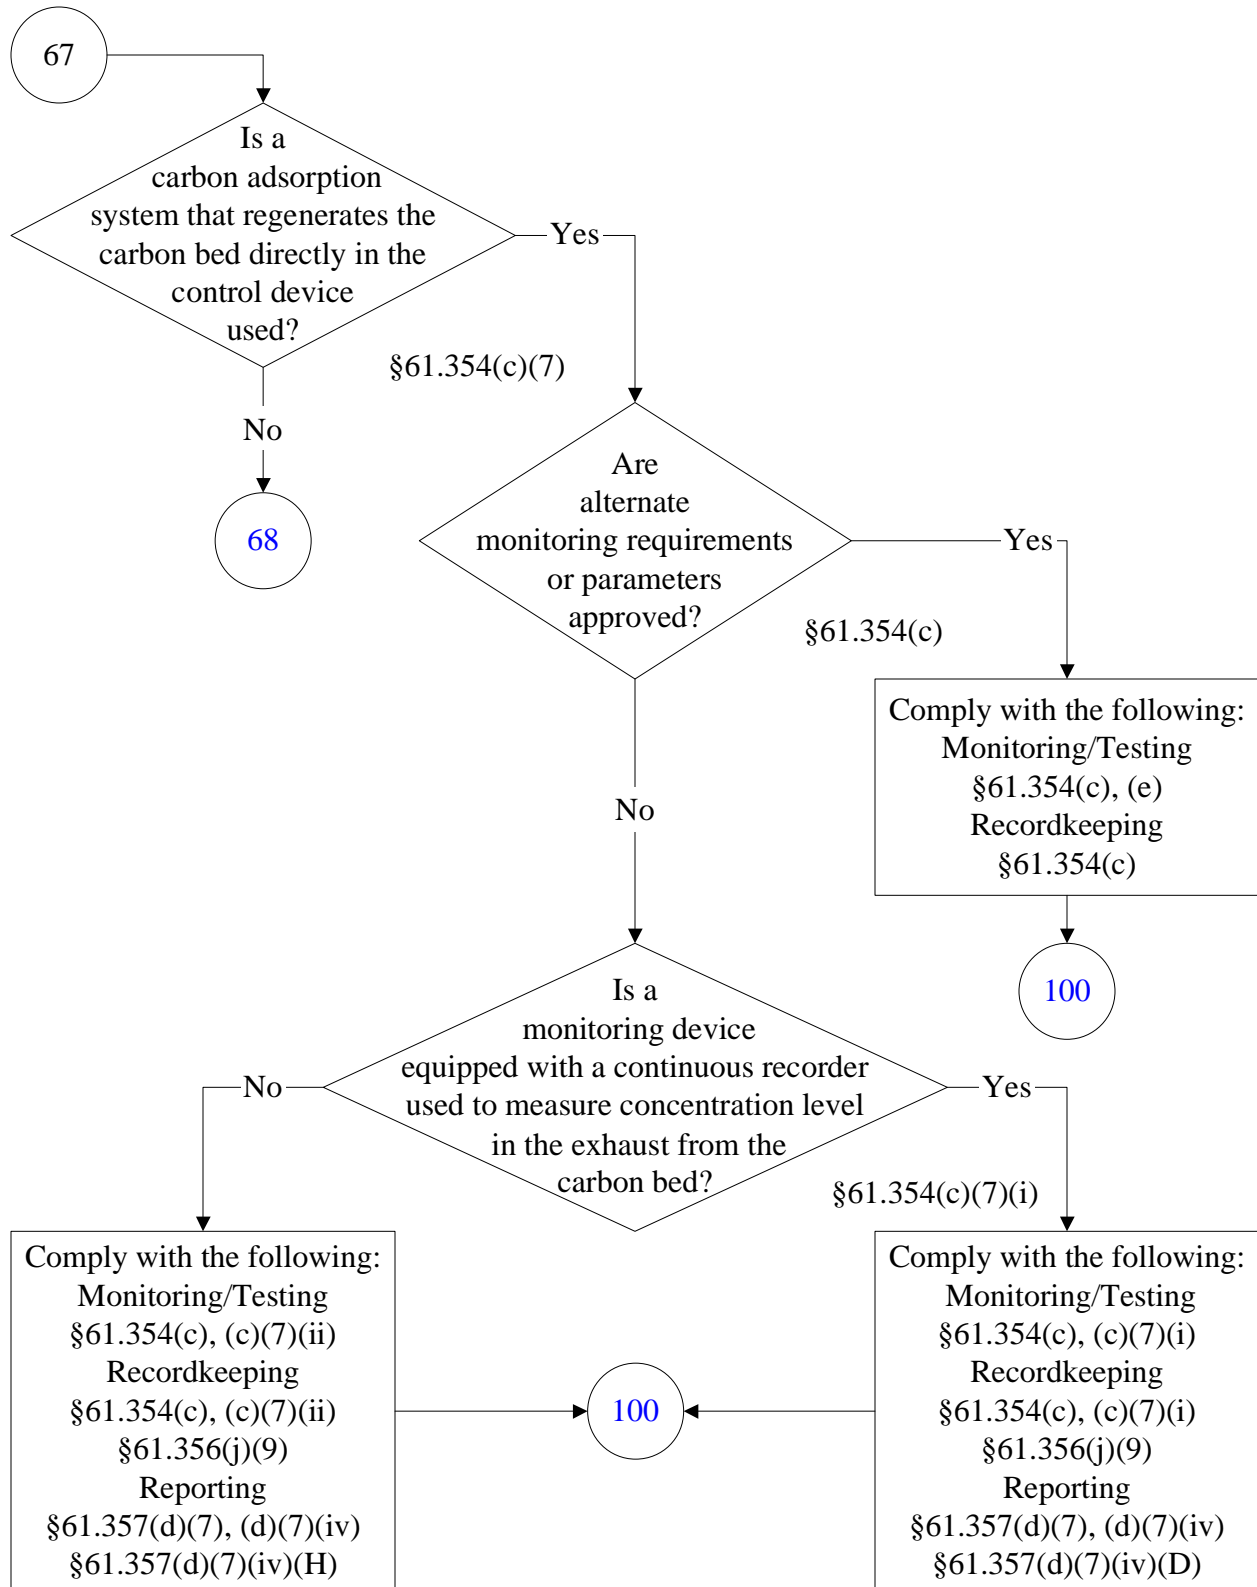 67
Is a
carbon adsorption
system that regenerates the
carbon bed directly in the
control device
used?
Yes
§61.354(c)(7)
No
68
Are
alternate
monitoring requirements
or parameters
approved?
Yes
§61.354(c)
Comply with the following:
Monitoring/Testing
§61.354(c), (e)
Recordkeeping
§61.354(c)
100
No
Is a
monitoring device
equipped with a continuous recorder
used to measure concentration level
in the exhaust from the
carbon bed?
No
Yes
§61.354(c)(7)(i)
Comply with the following:
Monitoring/Testing
§61.354(c), (c)(7)(ii)
Recordkeeping
§61.354(c), (c)(7)(ii)
§61.356(j)(9)
Reporting
§61.357(d)(7), (d)(7)(iv)
§61.357(d)(7)(iv)(H)
100
Comply with the following:
Monitoring/Testing
§61.354(c), (c)(7)(i)
Recordkeeping
§61.354(c), (c)(7)(i)
§61.356(j)(9)
Reporting
§61.357(d)(7), (d)(7)(iv)
§61.357(d)(7)(iv)(D)